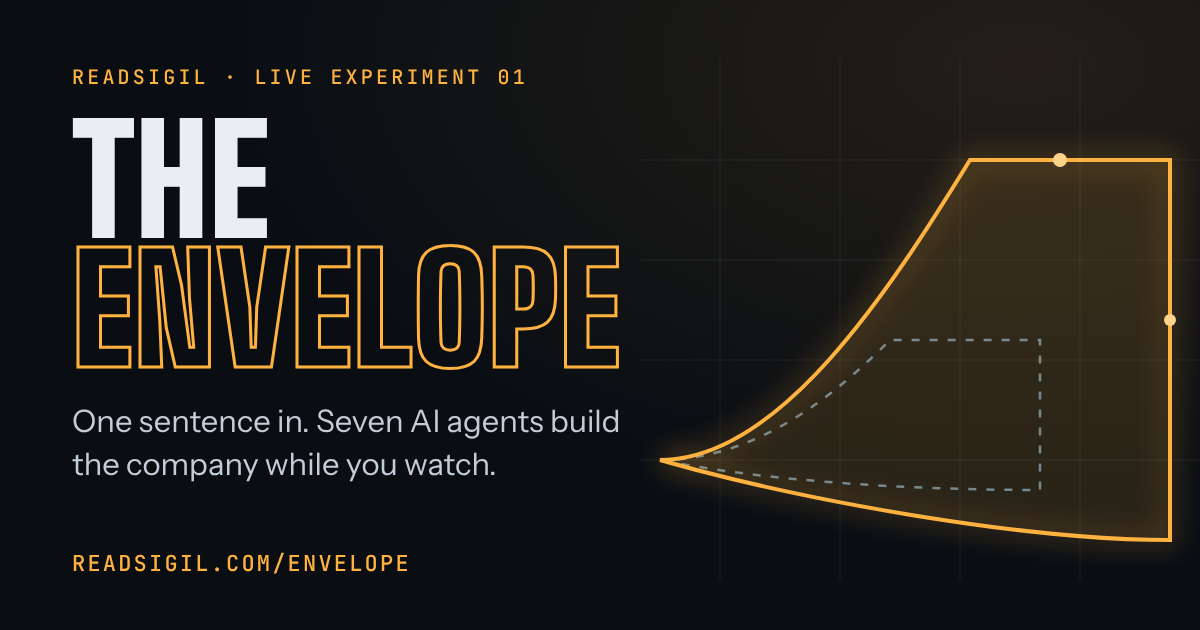 READSIGIL · LIVE EXPERIMENT 01
THE
ENVELOPE
One sentence in. Seven AI agents build
the company while you watch.
READSIGIL.COM/ENVELOPE